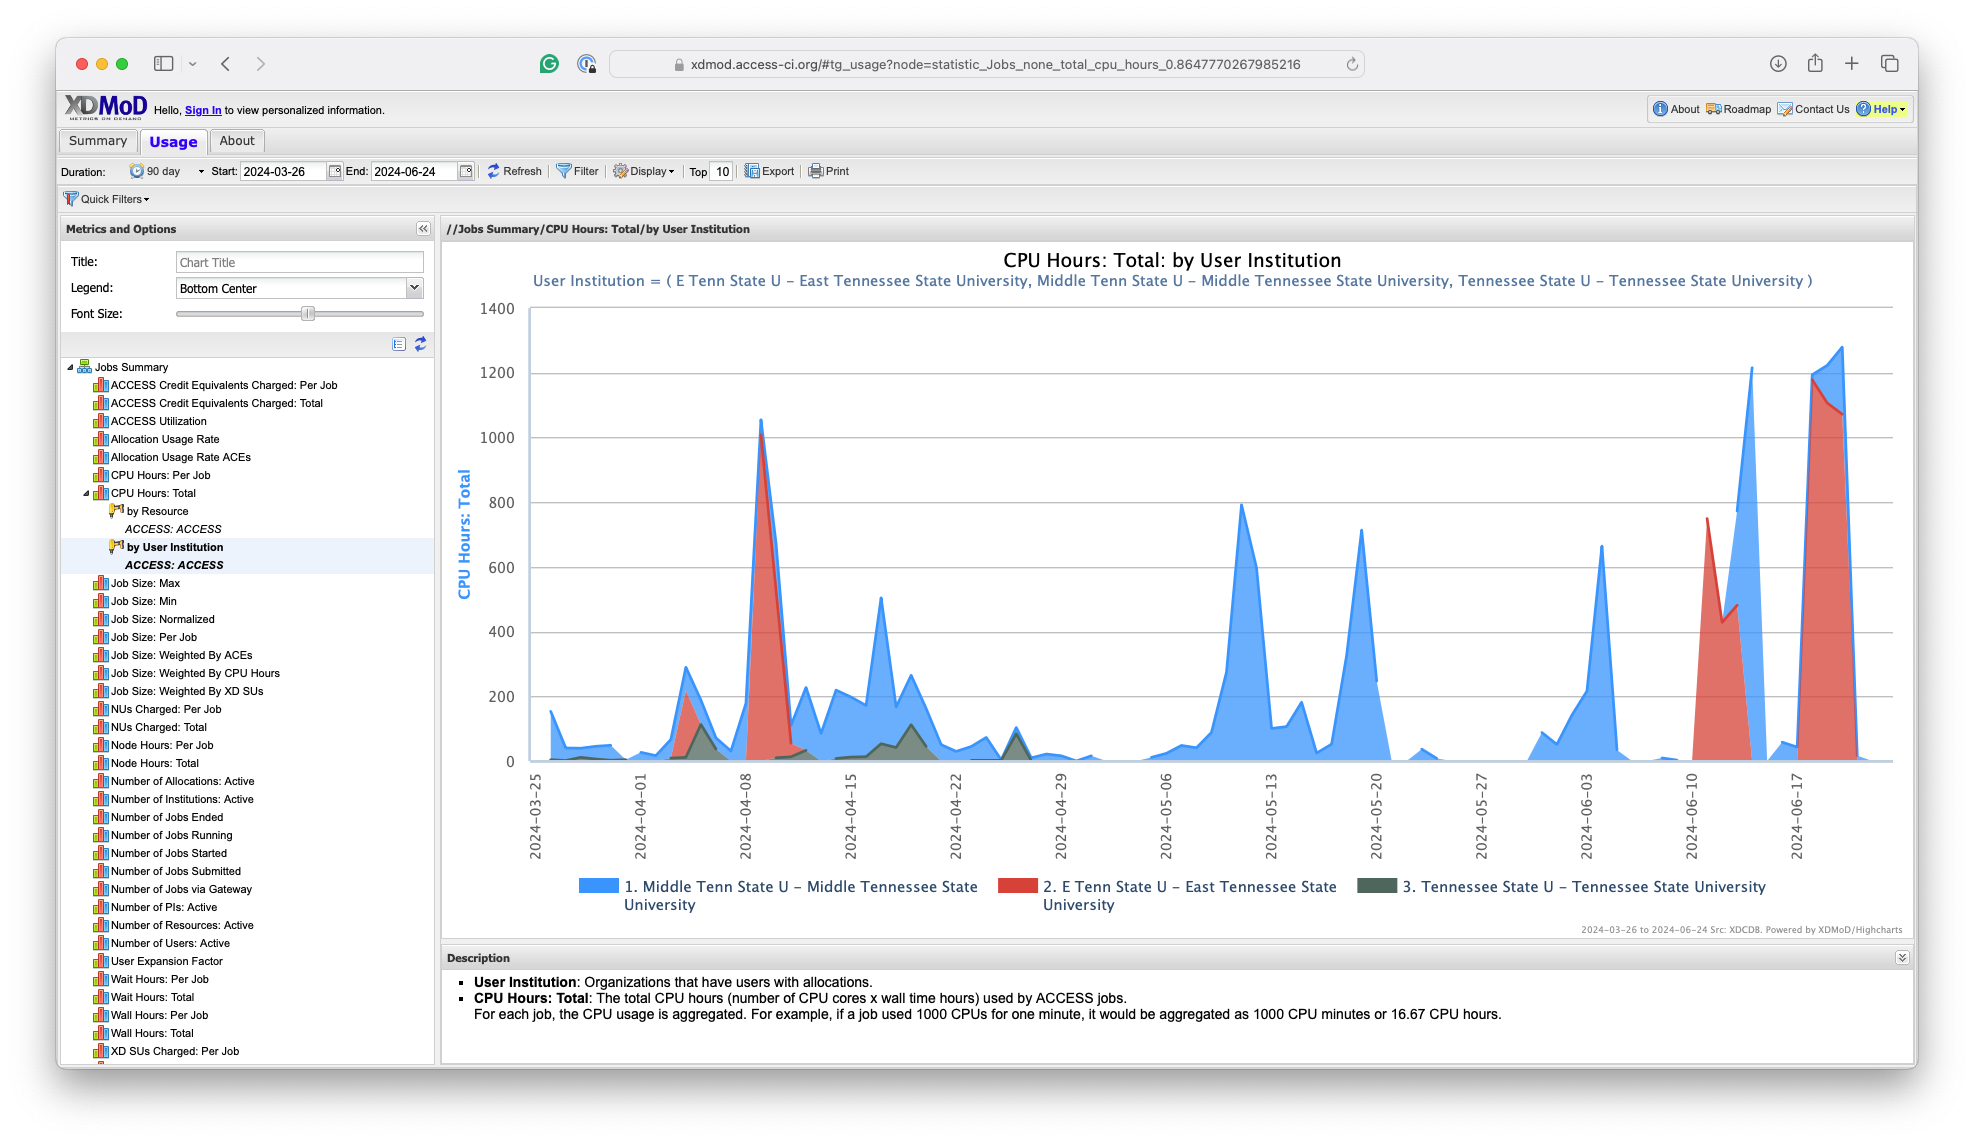 xdmod.access-ci.org/#tg_usage?node=statistic_Jobs_none_total_cpu_hours_0.8647770267985216
XDMoD
METRICS ON DEMAND
Hello, Sign In to view personalized information.
About Roadmap Contact Us Help
Summary Usage About
Duration: 90 day Start: 2024-03-26 End: 2024-06-24 Refresh Filter Display Top 10 Export Print
Quick Filters
Metrics and Options
Title: Chart Title
Legend: Bottom Center
Font Size:
Jobs Summary
ACCESS Credit Equivalents Charged: Per Job
ACCESS Credit Equivalents Charged: Total
ACCESS Utilization
Allocation Usage Rate
Allocation Usage Rate ACEs
CPU Hours: Per Job
CPU Hours: Total
by Resource
ACCESS: ACCESS
by User Institution
ACCESS: ACCESS
Job Size: Max
Job Size: Min
Job Size: Normalized
Job Size: Per Job
Job Size: Weighted By ACEs
Job Size: Weighted By CPU Hours
Job Size: Weighted By XD SUs
NUs Charged: Per Job
NUs Charged: Total
Node Hours: Per Job
Node Hours: Total
Number of Allocations: Active
Number of Institutions: Active
Number of Jobs Ended
Number of Jobs Running
Number of Jobs Started
Number of Jobs Submitted
Number of Jobs via Gateway
Number of PIs: Active
Number of Resources: Active
Number of Users: Active
User Expansion Factor
Wait Hours: Per Job
Wait Hours: Total
Wall Hours: Per Job
Wall Hours: Total
XD SUs Charged: Per Job
//Jobs Summary/CPU Hours: Total/by User Institution
CPU Hours: Total: by User Institution
User Institution = ( E Tenn State U - East Tennessee State University, Middle Tenn State U - Middle Tennessee State University, Tennessee State U - Tennessee State University )
CPU Hours: Total
1400
1200
1000
800
600
400
200
0
2024-03-25 2024-04-01 2024-04-08 2024-04-15 2024-04-22 2024-04-29 2024-05-06 2024-05-13 2024-05-20 2024-05-27 2024-06-03 2024-06-10 2024-06-17
1. Middle Tenn State U - Middle Tennessee State University
2. E Tenn State U - East Tennessee State University
3. Tennessee State U - Tennessee State University
2024-03-26 to 2024-06-24 Src: XDCDB. Powered by XDMoD/Highcharts
Description
User Institution: Organizations that have users with allocations.
CPU Hours: Total: The total CPU hours (number of CPU cores x wall time hours) used by ACCESS jobs.
For each job, the CPU usage is aggregated. For example, if a job used 1000 CPUs for one minute, it would be aggregated as 1000 CPU minutes or 16.67 CPU hours.